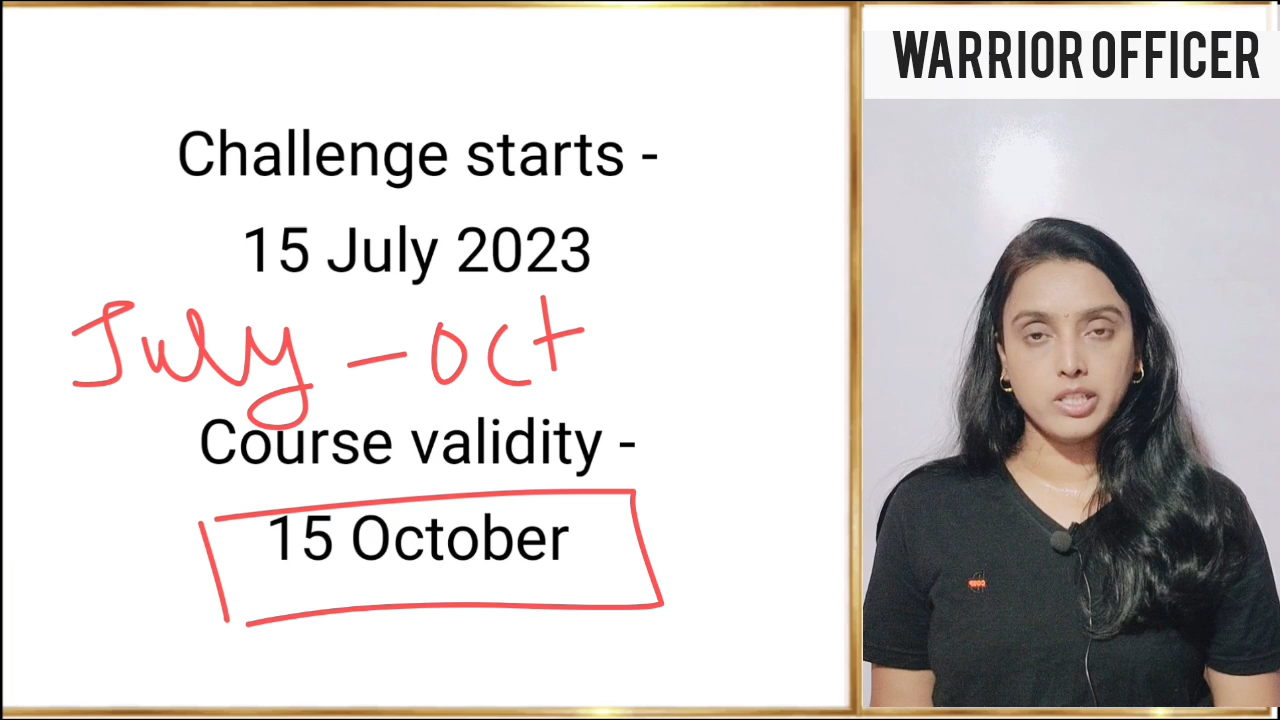 WARRIOR OFFICER
Challenge starts -
15 July 2023
July - oct
Course validity -
15 October